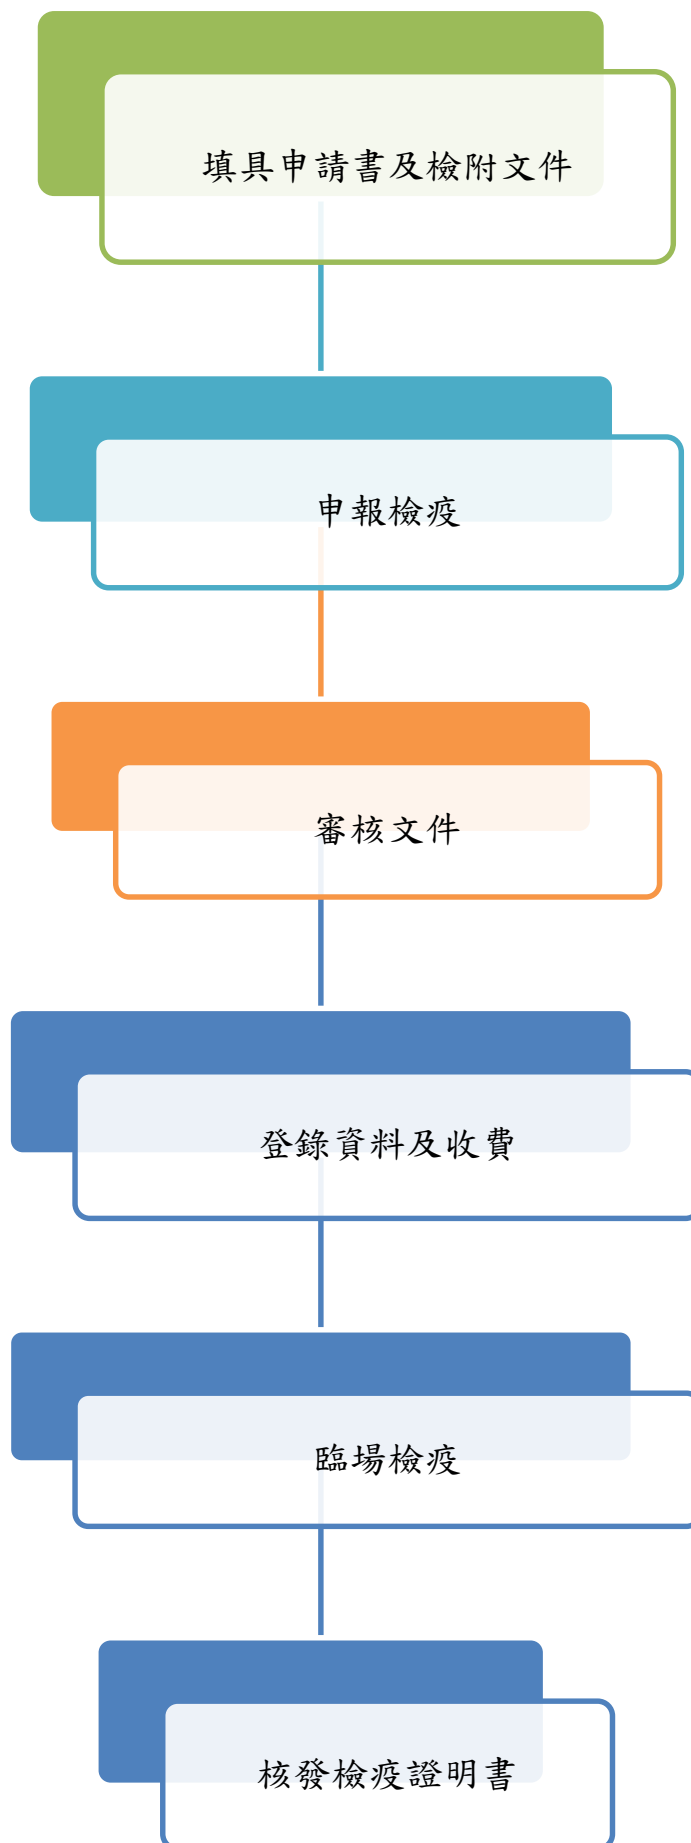 填具申請書及檢附文件
申報檢疫
審核文件
登錄資料及收費
臨場檢疫
核發檢疫證明書